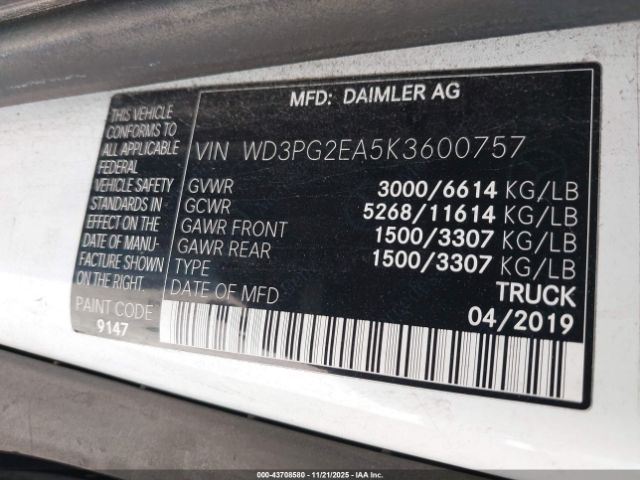 MFD: DAIMLER AG
THIS VEHICLE
CONFORMS TO
ALL APPLICABLE
FEDERAL
VEHICLE SAFETY
STANDARDS IN
EFFECT ON THE
DATE OF MANU-
FACTURE SHOWN
ON THE RIGHT.
PAINT CODE
9147
VIN WD3PG2EA5K3600757
GVWR 3000/6614 KG/LB
GCWR 5268/11614 KG/LB
GAWR FRONT 1500/3307 KG/LB
GAWR REAR 1500/3307 KG/LB
TYPE TRUCK
DATE OF MFD 04/2019
000-43708580 - 11/21/2025 - IAA, Inc.